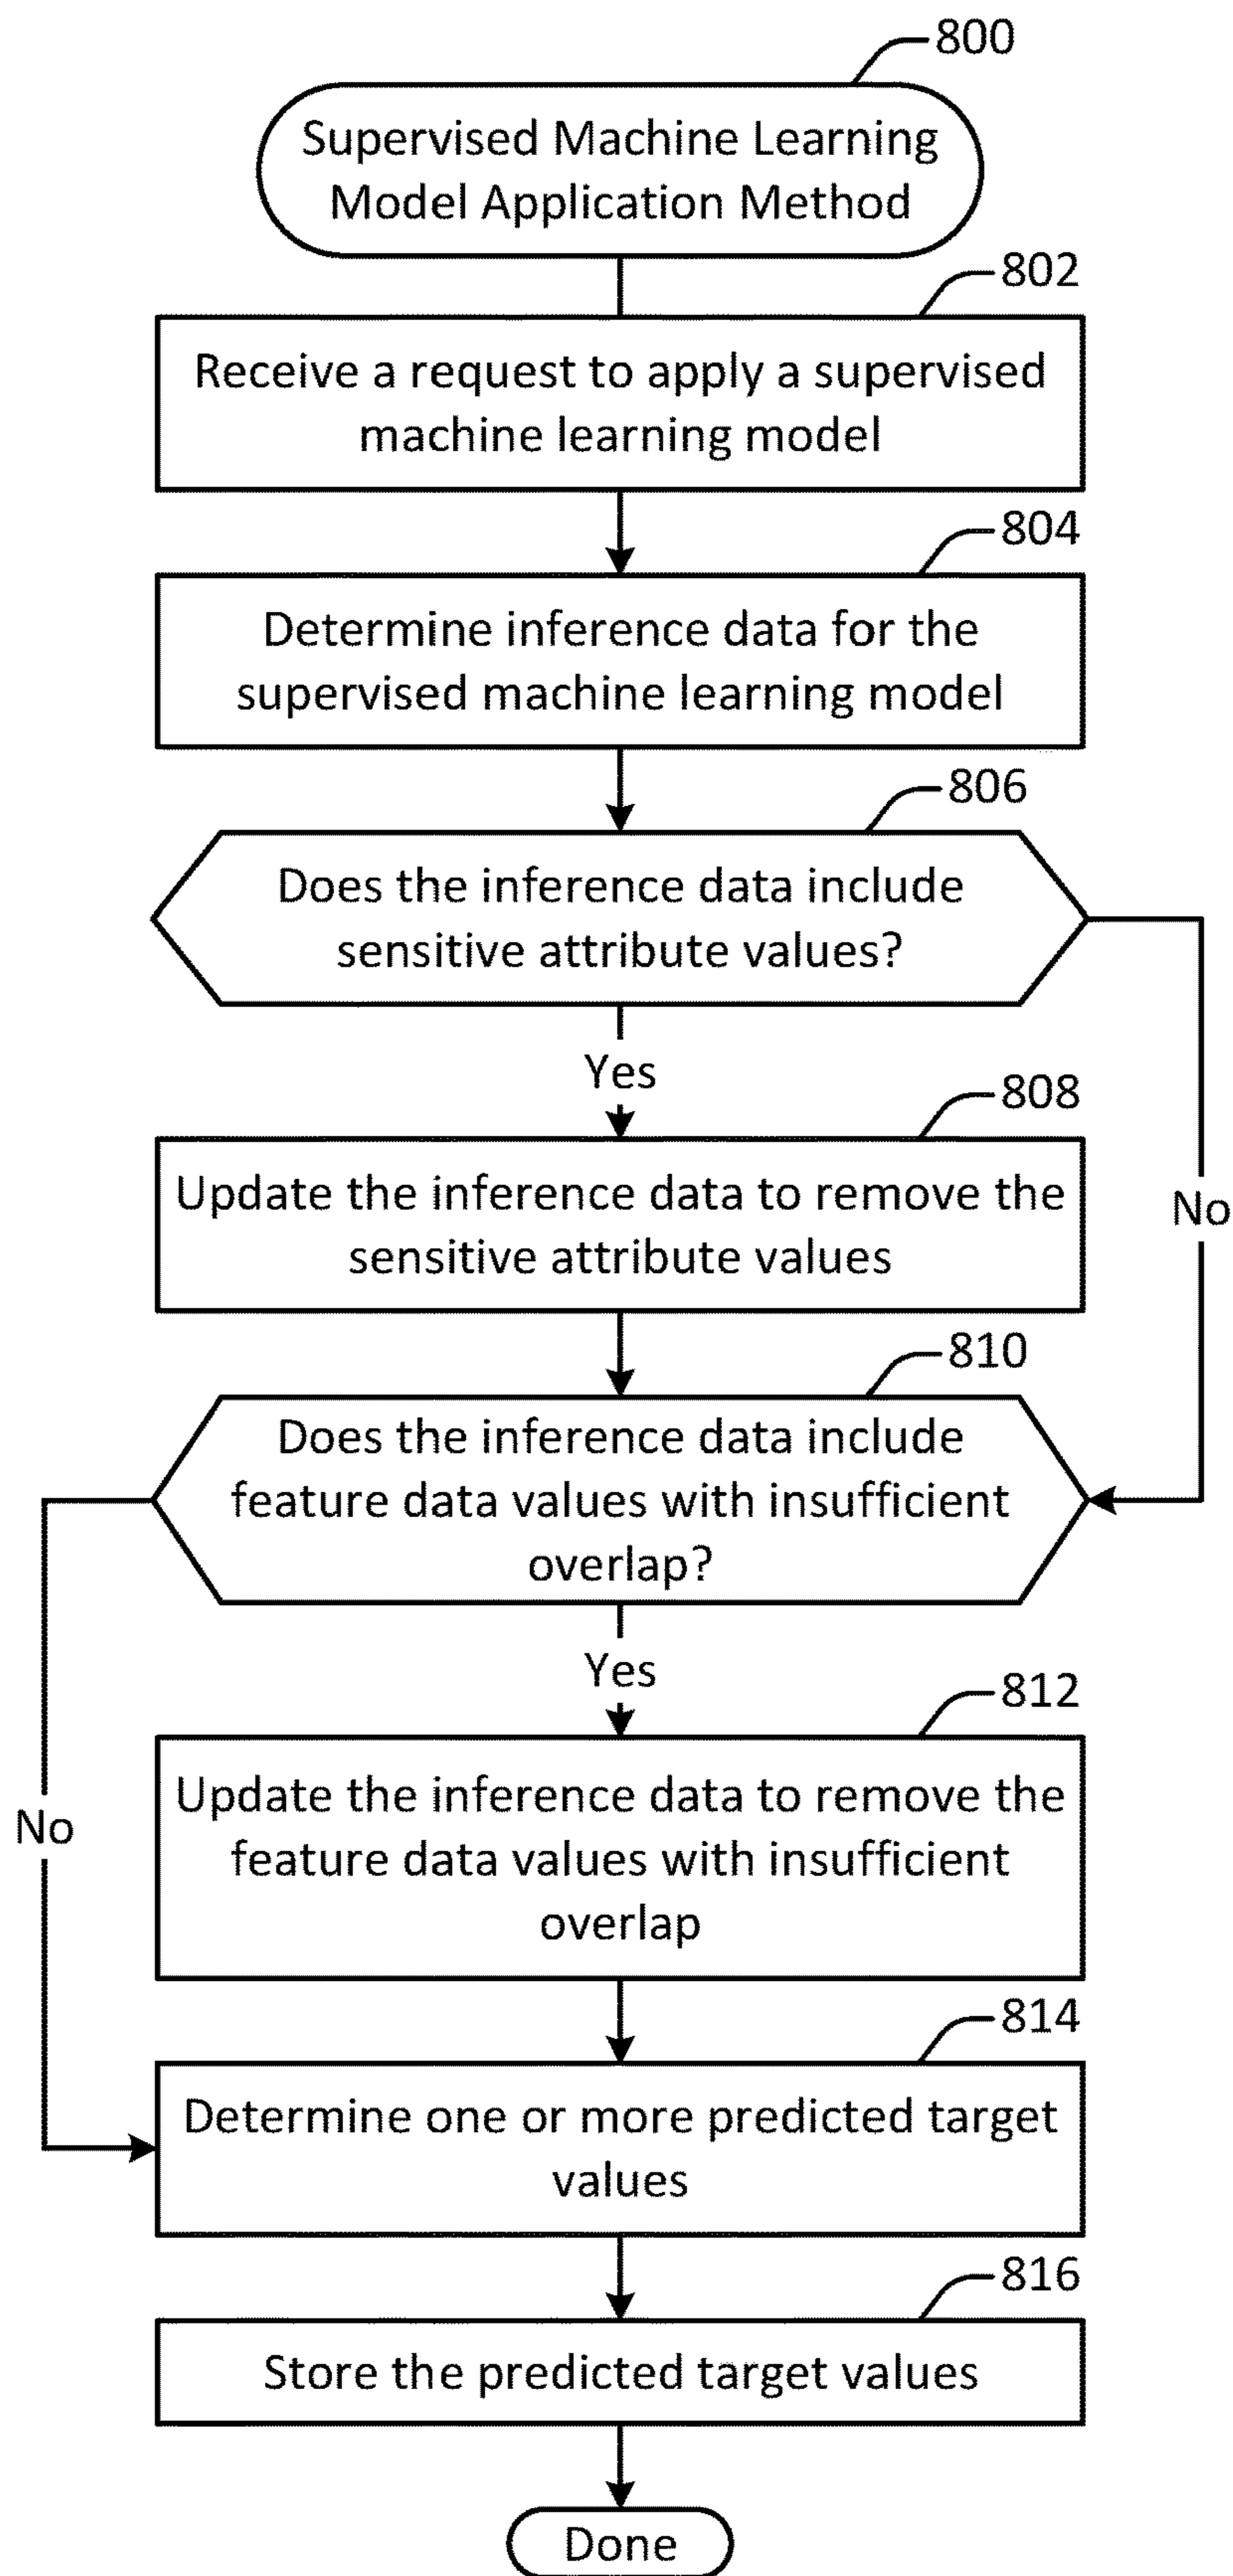 800
Supervised Machine Learning
Model Application Method
802
Receive a request to apply a supervised
machine learning model
804
Determine inference data for the
supervised machine learning model
806
Does the inference data include
sensitive attribute values?
Yes
808
Update the inference data to remove the
sensitive attribute values
No
810
Does the inference data include
feature data values with insufficient
overlap?
Yes
812
Update the inference data to remove the
feature data values with insufficient
overlap
No
814
Determine one or more predicted target
values
816
Store the predicted target values
Done